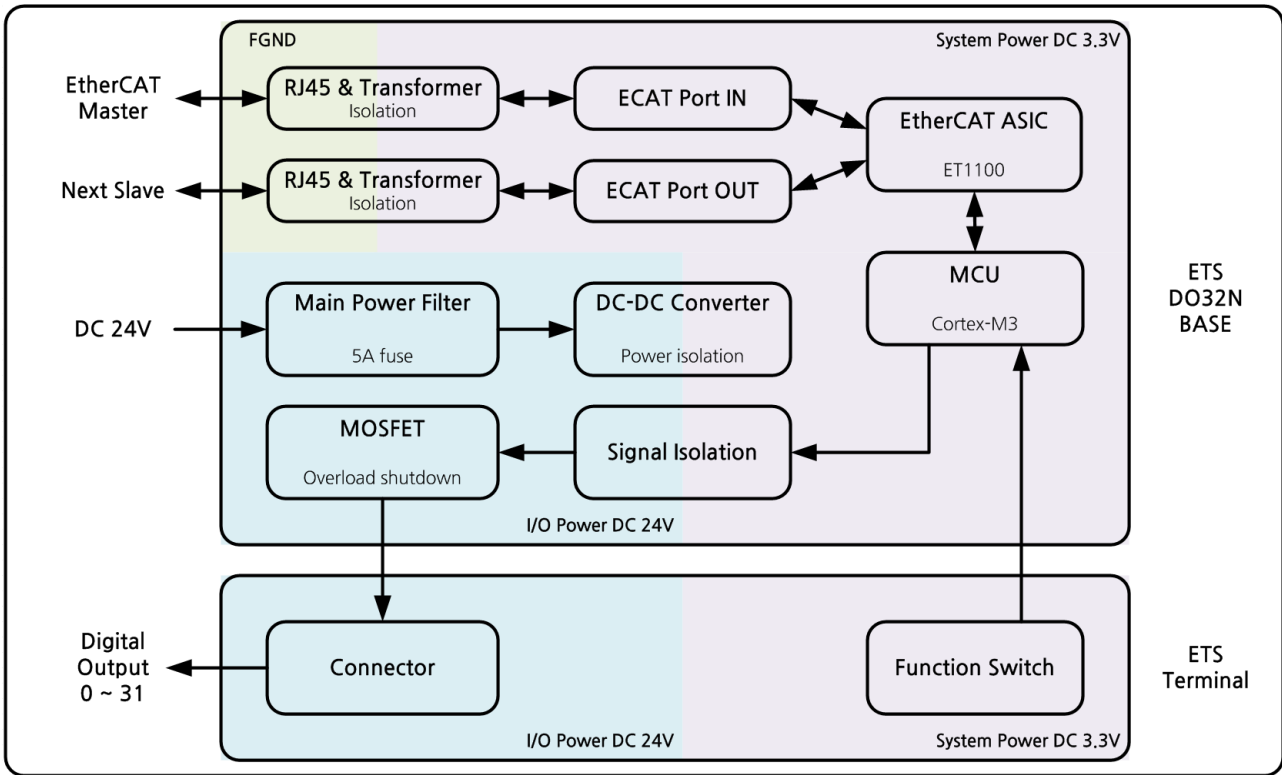 FGND
System Power DC 3.3V
EtherCAT
Master
RJ45 & Transformer
Isolation
ECAT Port IN
EtherCAT ASIC
ET1100
Next Slave
RJ45 & Transformer
Isolation
ECAT Port OUT
DC 24V
Main Power Filter
5A fuse
DC-DC Converter
Power isolation
MCU
Cortex-M3
ETS
DO32N
BASE
MOSFET
Overload shutdown
Signal Isolation
I/O Power DC 24V
Digital
Output
0 ~ 31
Connector
Function Switch
ETS
Terminal
I/O Power DC 24V
System Power DC 3.3V